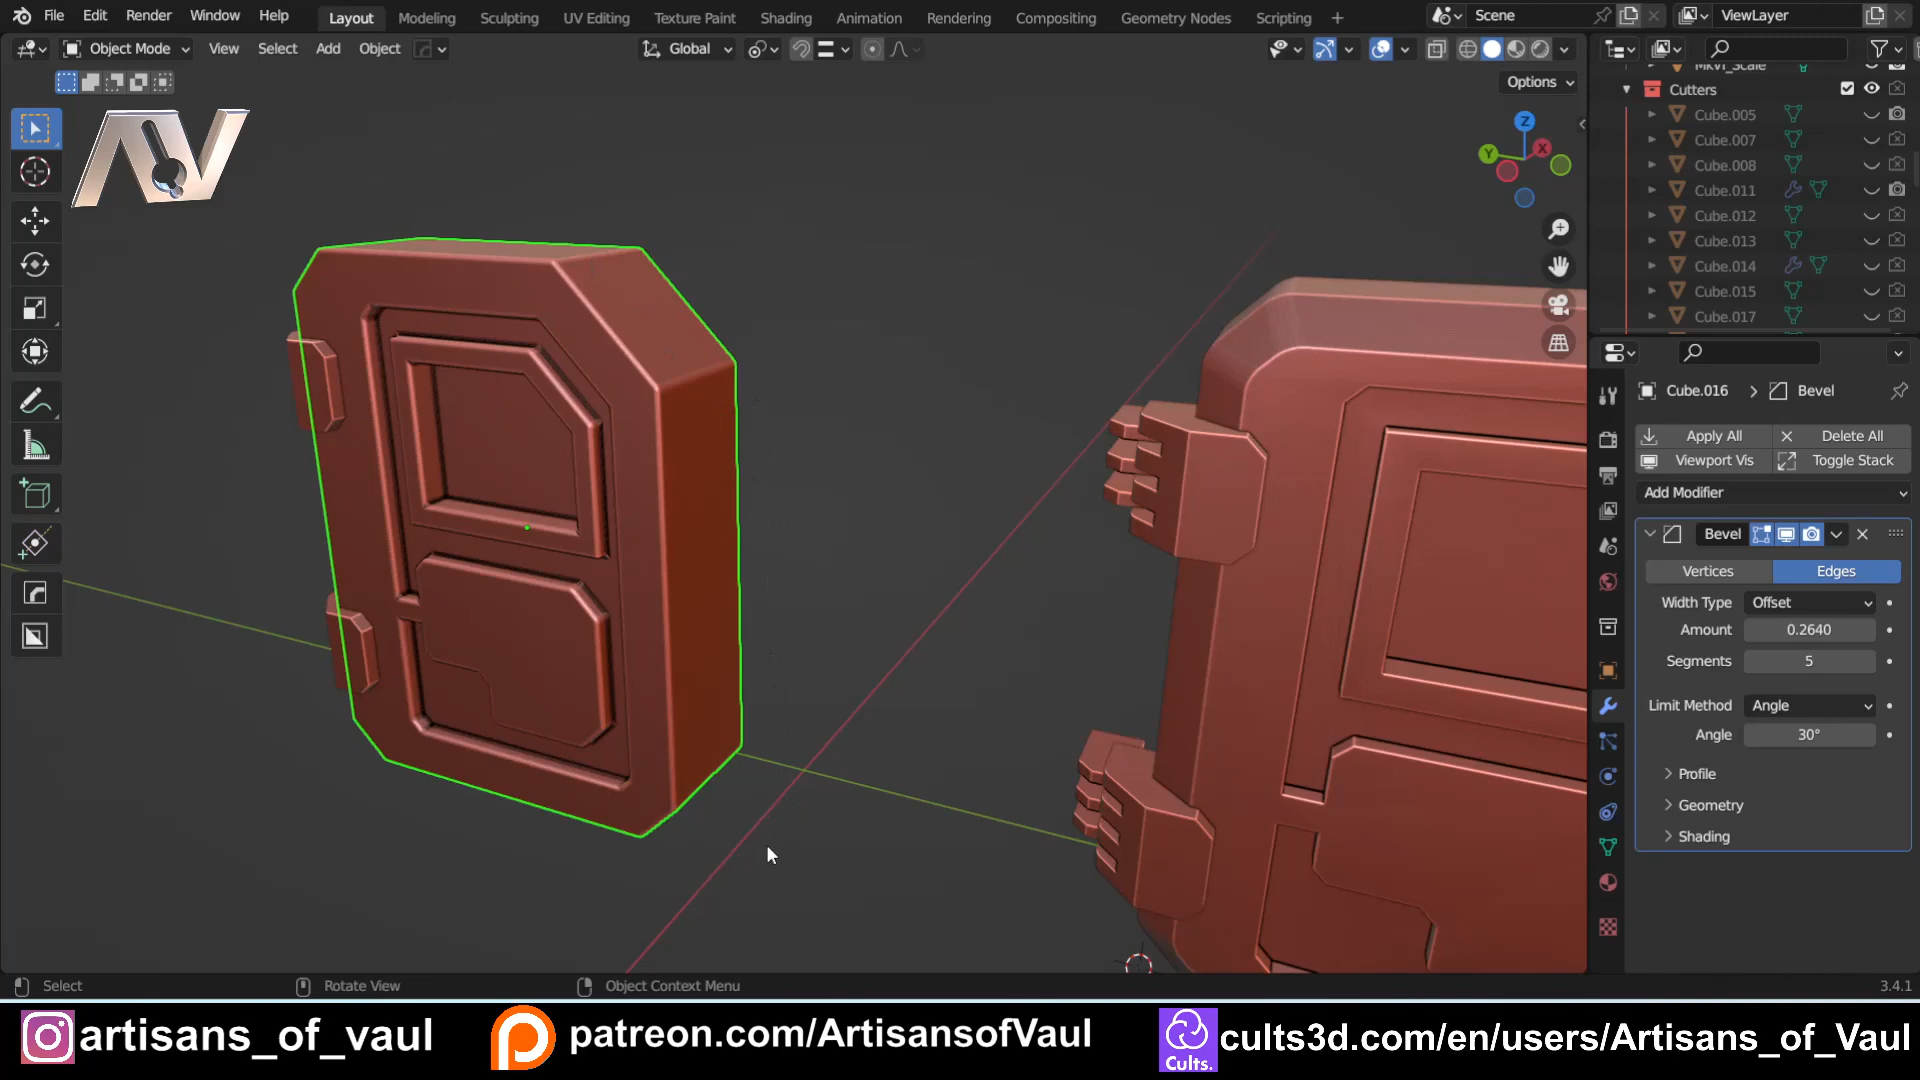 File Edit Render Window Help Layout Modeling Sculpting UV Editing Texture Paint Shading Animation Rendering Compositing Geometry Nodes Scripting + Scene ViewLayer
Object Mode View Select Add Object Global
Options
MkVI_Scale
Cutters
Cube.005
Cube.007
Cube.008
Cube.011
Cube.012
Cube.013
Cube.014
Cube.015
Cube.017
Z
Y
X
Cube.016 > Bevel
Apply All Delete All
Viewport Vis Toggle Stack
Add Modifier
Bevel
Vertices Edges
Width Type Offset
Amount 0.2640
Segments 5
Limit Method Angle
Angle 30°
Profile
Geometry
Shading
Select Rotate View Object Context Menu 3.4.1
artisans_of_vaul patreon.com/ArtisansofVaul Cults. cults3d.com/en/users/Artisans_of_Vaul